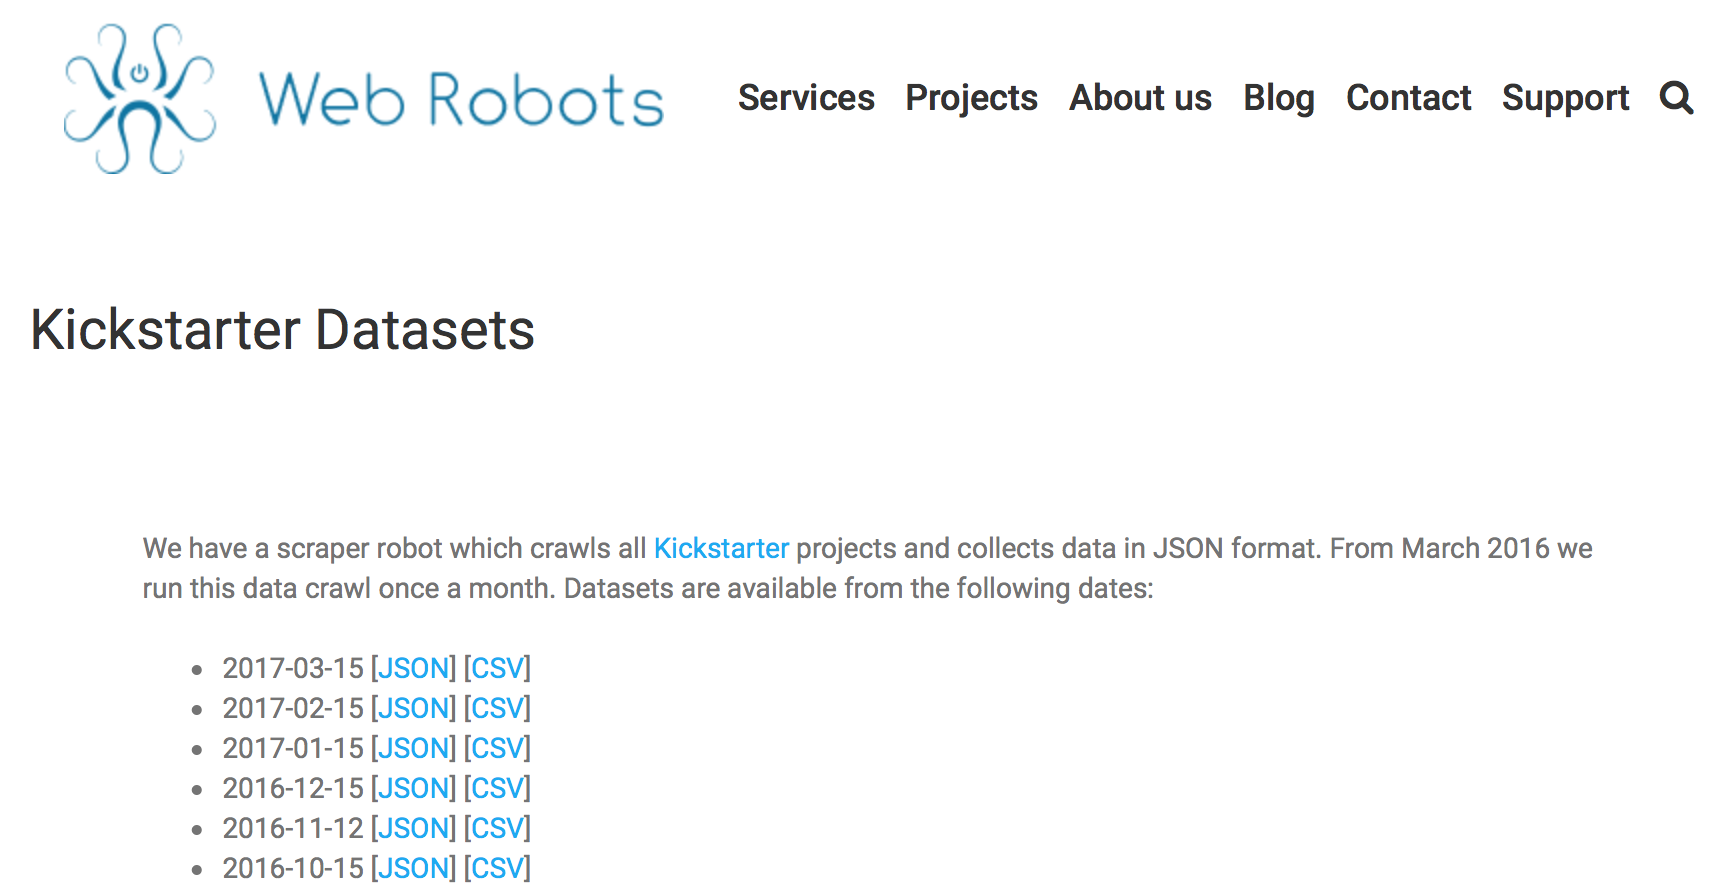 Web Robots
Services Projects About us Blog Contact Support
Kickstarter Datasets
We have a scraper robot which crawls all Kickstarter projects and collects data in JSON format. From March 2016 we
run this data crawl once a month. Datasets are available from the following dates:
• 2017-03-15 [JSON] [CSV]
• 2017-02-15 [JSON] [CSV]
• 2017-01-15 [JSON] [CSV]
• 2016-12-15 [JSON] [CSV]
• 2016-11-12 [JSON] [CSV]
• 2016-10-15 [JSON] [CSV]